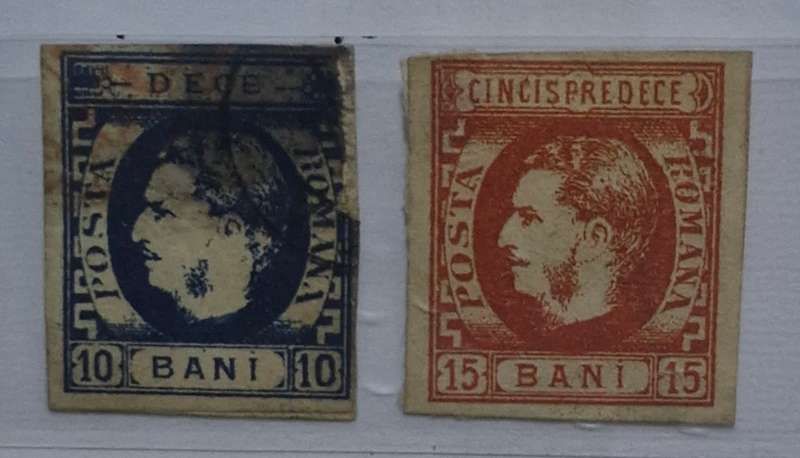 DECE
POSTA ROMANA
10 BANI 10
CINCISPREDECE
POSTA ROMANA
15 BANI 15